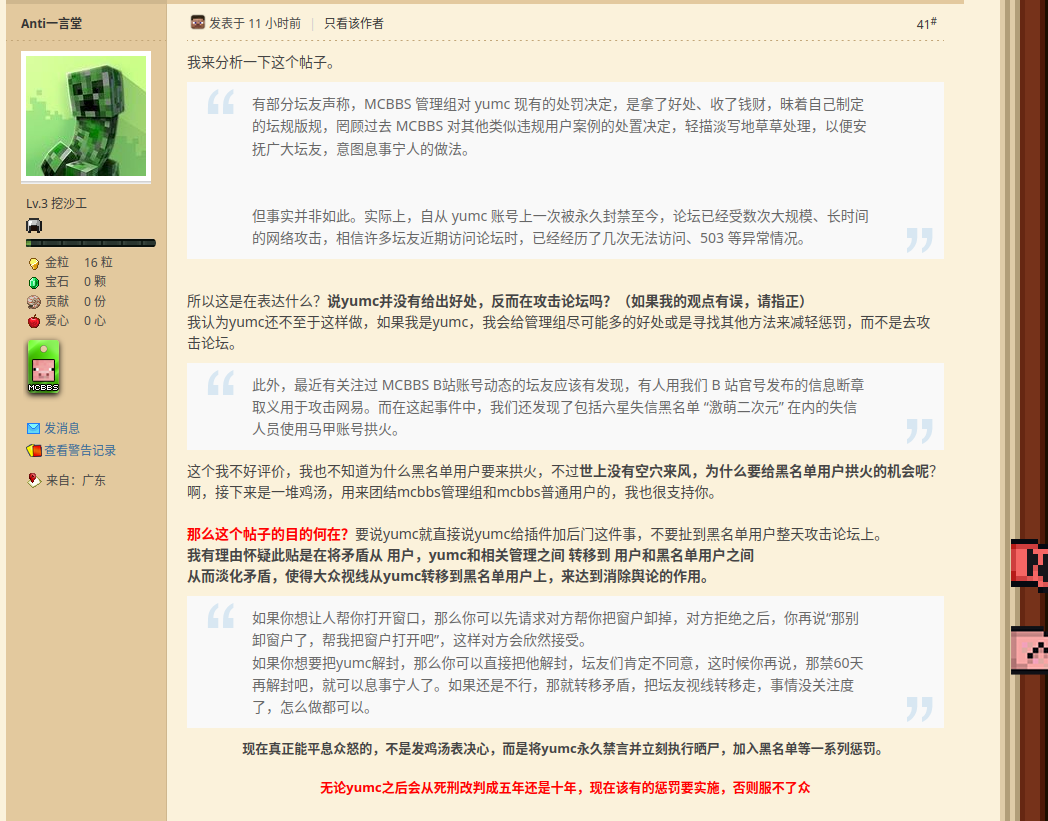 Anti一言堂
发表于 11 小时前
只看该作者
41#
我来分析一下这个帖子。
有部分坛友声称，MCBBS 管理组对 yumc 现有的处罚决定，是拿了好处、收了钱财，昧着自己制定
的坛规版规，罔顾过去 MCBBS 对其他类似违规用户案例的处置决定，轻描淡写地草草处理，以便安
抚广大坛友，意图息事宁人的做法。
但事实并非如此。实际上，自从 yumc 账号上一次被永久封禁至今，论坛已经受数次大规模、长时间
的网络攻击，相信许多坛友近期访问论坛时，已经经历了几次无法访问、503 等异常情况。
Lv.3 挖沙工
金粒 16 粒
宝石 0 颗
贡献 0 份
爱心 0 心
MCBBS
发消息
查看警告记录
来自：广东
所以这是在表达什么？说yumc并没有给出好处，反而在攻击论坛吗？（如果我的观点有误，请指正）
我认为yumc还不至于这样做，如果我是yumc，我会给管理组尽可能多的好处或是寻找其他方法来减轻惩罚，而不是去攻
击论坛。
此外，最近有关注过 MCBBS B站账号动态的坛友应该有发现，有人用我们 B 站官号发布的信息断章
取义用于攻击网易。而在这起事件中，我们还发现了包括六星失信黑名单 “激萌二次元” 在内的失信
人员使用马甲账号拱火。
这个我不好评价，我也不知道为什么黑名单用户要来拱火，不过世上没有空穴来风，为什么要给黑名单用户拱火的机会呢？
啊，接下来是一堆鸡汤，用来团结mcbbs管理组和mcbbs普通用户的，我也很支持你。
那么这个帖子的目的何在？要说yumc就直接说yumc给插件加后门这件事，不要扯到黑名单用户整天攻击论坛上。
我有理由怀疑此贴是在将矛盾从 用户，yumc和相关管理之间 转移到 用户和黑名单用户之间
从而淡化矛盾，使得大众视线从yumc转移到黑名单用户上，来达到消除舆论的作用。
如果你想让人帮你打开窗口，那么你可以先请求对方帮你把窗户卸掉，对方拒绝之后，你再说“那别
卸窗户了，帮我把窗户打开吧”，这样对方会欣然接受。
如果你想要把yumc解封，那么你可以直接把他解封，坛友们肯定不同意，这时候你再说，那禁60天
再解封吧，就可以息事宁人了。如果还是不行，那就转移矛盾，把坛友视线转移走，事情没关注度
了，怎么做都可以。
现在真正能平息众怒的，不是发鸡汤表决心，而是将yumc永久禁言并立刻执行晒尸，加入黑名单等一系列惩罚。
无论yumc之后会从死刑改判成五年还是十年，现在该有的惩罚要实施，否则服不了众